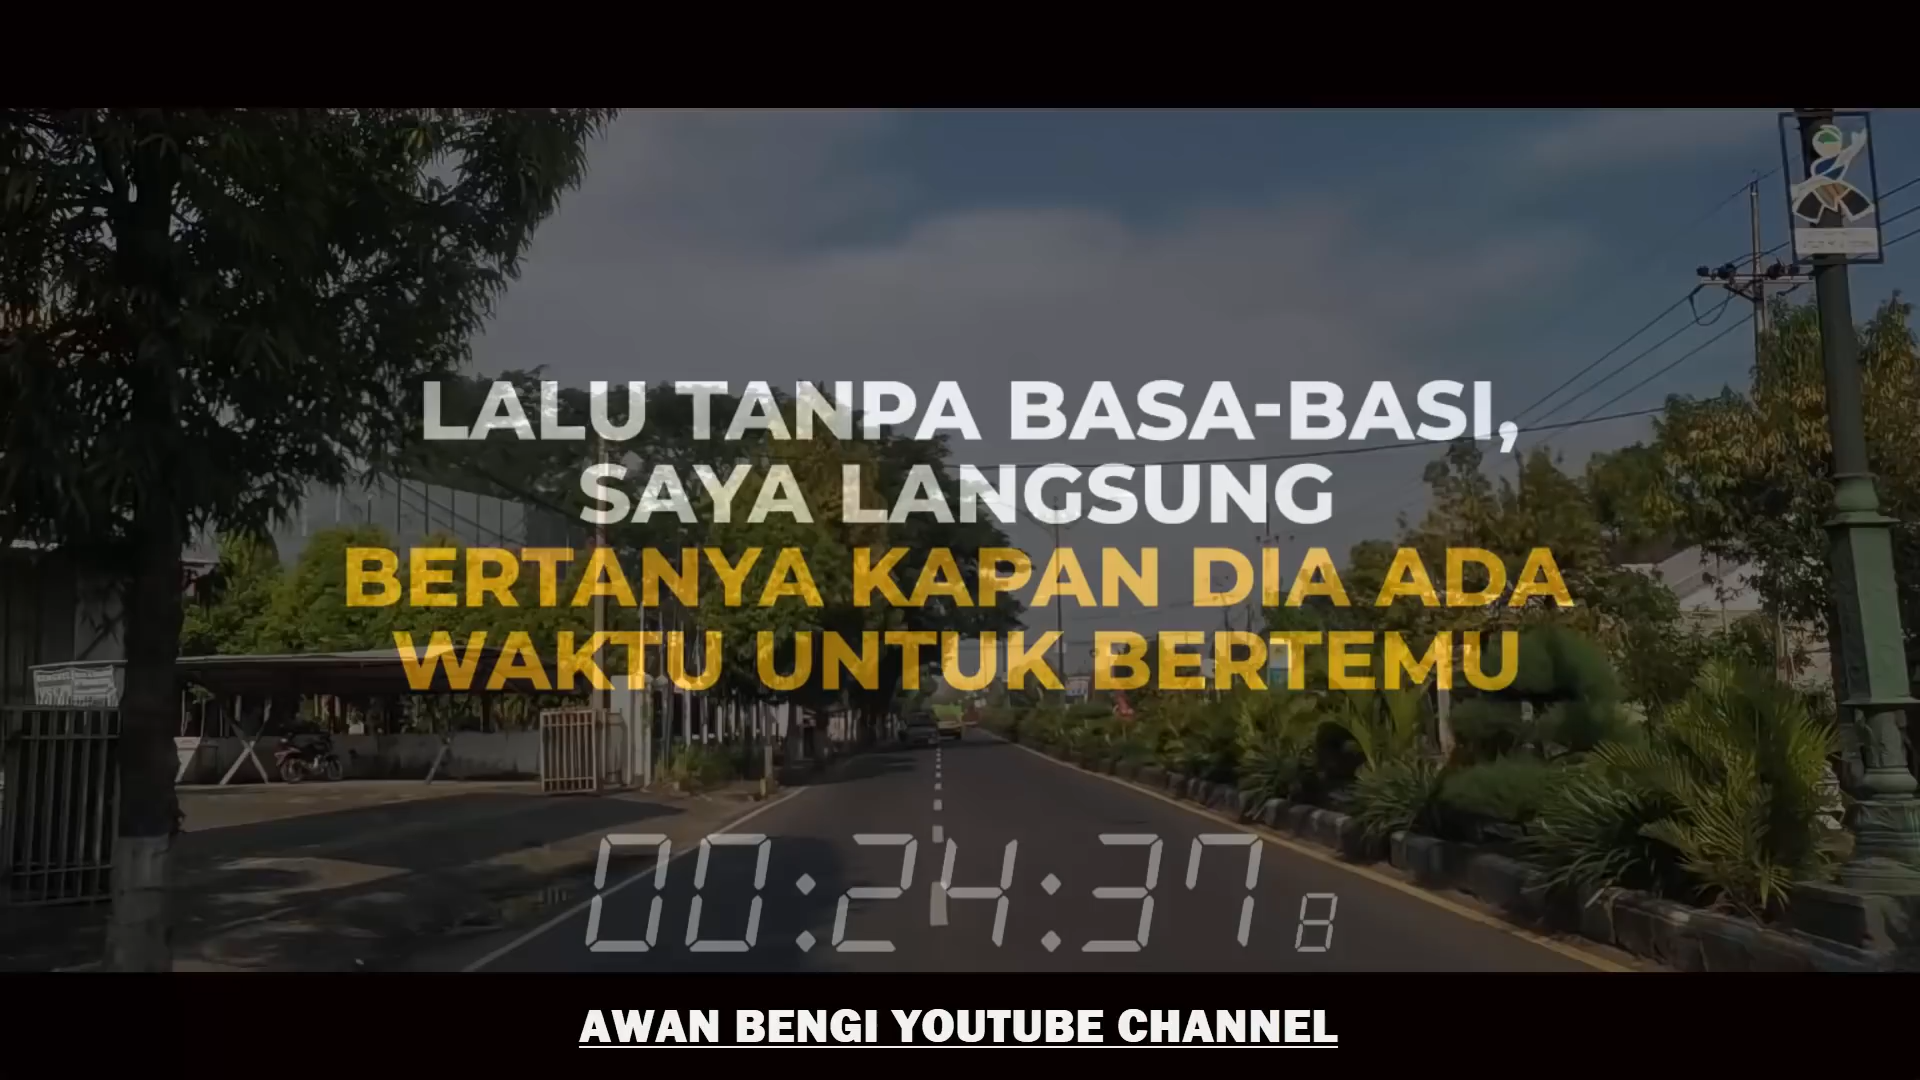 LALU TANPA BASA-BASI,
SAYA LANGSUNG
BERTANYA KAPAN DIA ADA
WAKTU UNTUK BERTEMU
00:24:37 8
AWAN BENGI YOUTUBE CHANNEL